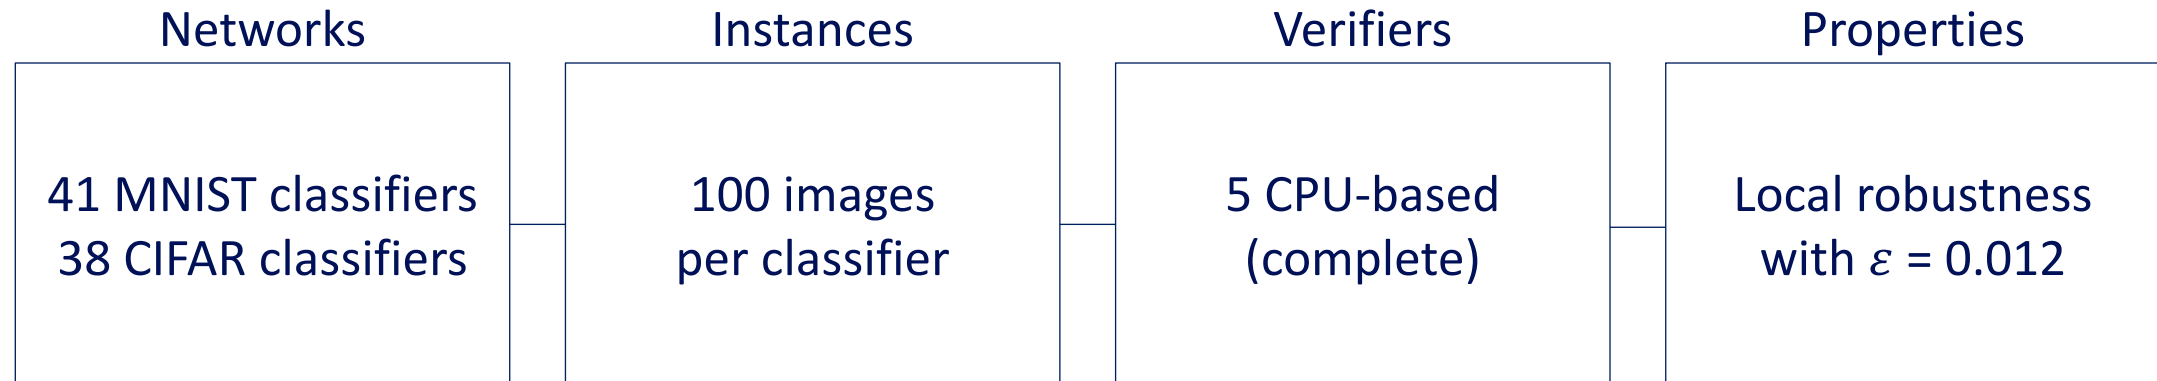 Networks
41 MNIST classifiers
38 CIFAR classifiers
Instances
100 images
per classifier
Verifiers
5 CPU-based
(complete)
Properties
Local robustness
with ε = 0.012